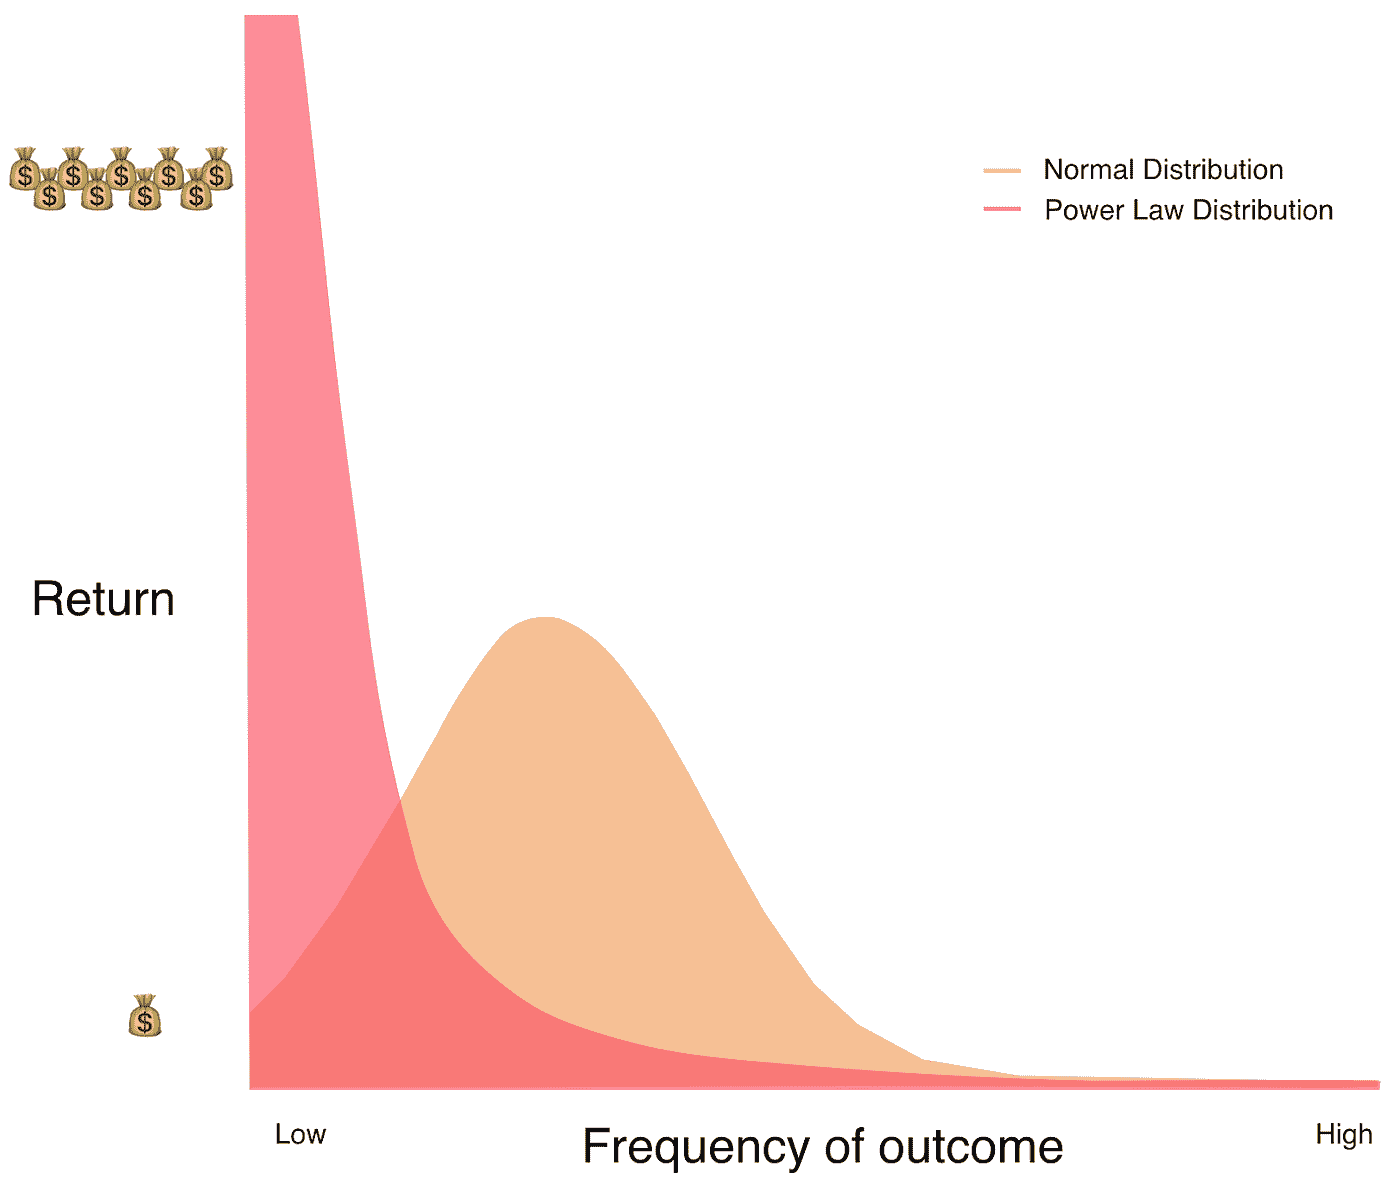 $ $ $ $ $
$ $ $ $
Normal Distribution
Power Law Distribution
Return
$
Low
Frequency of outcome
High